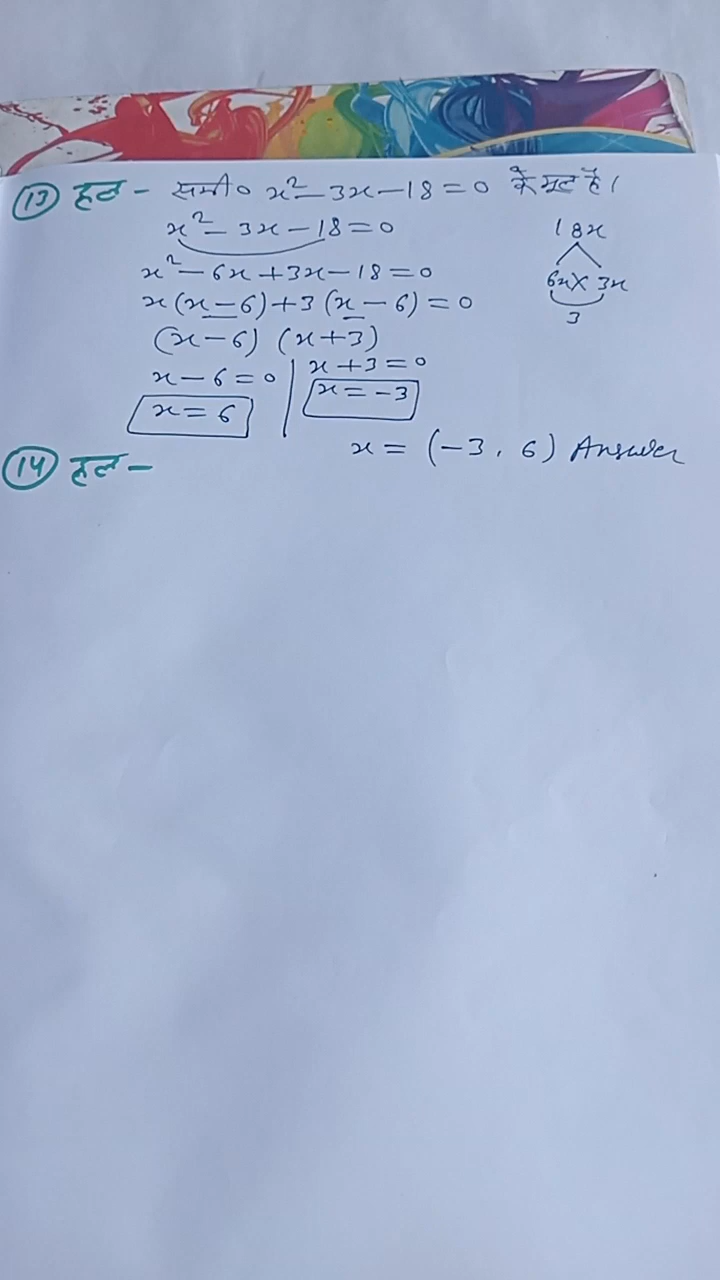 13 हल - समी० x² - 3x - 18 = 0 के मूल है।
x² - 3x - 18 = 0
18x
x² - 6x + 3x - 18 = 0
6x × 3x
3
x (x - 6) + 3 (x - 6) = 0
(x - 6) (x + 3)
x - 6 = 0 | x + 3 = 0
x = 6 | x = -3
x = (-3, 6) Answer
14 हल -